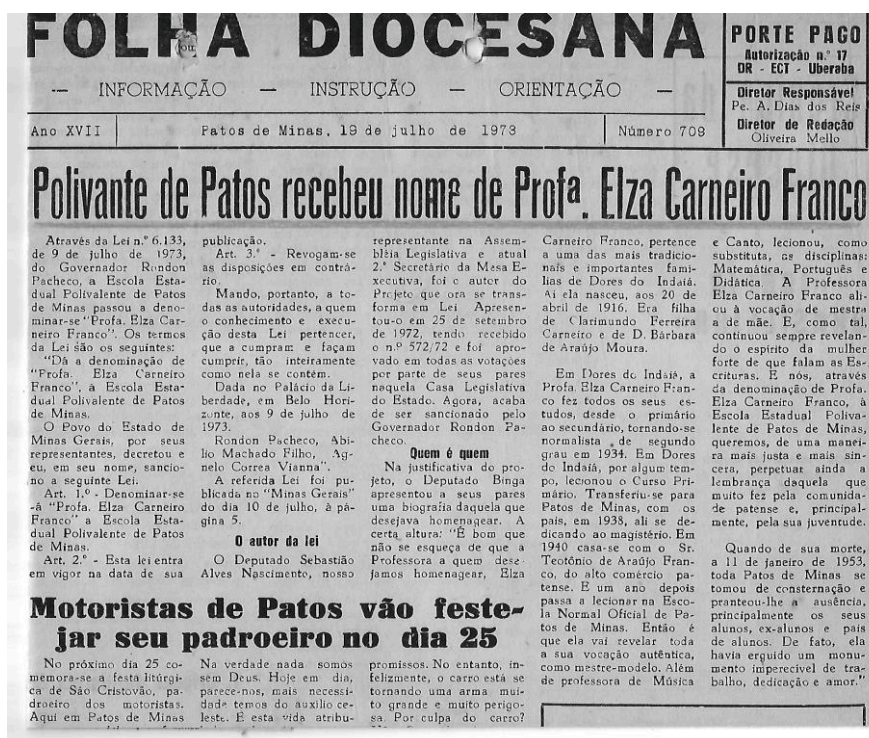 FOLHA DIOCESANA
— INFORMAÇÃO — INSTRUÇÃO — ORIENTAÇÃO —
PORTE PAGO
Autorização n.° 17
DR - ECT - Uberaba
Diretor Responsável
Pe. A. Dias dos Reis
Diretor de Redação
Oliveira Mello
Ano XVII
Patos de Minas, 19 de julho de 1973
Número 709
Polivante de Patos recebeu nome de Profa. Elza Carneiro Franco
Através da Lei n.° 6.133,
de 9 de julho de 1973,
do Governador Rondon
Pacheco, a Escola Esta-
dual Polivalente de Patos
de Minas passou a deno-
minar-se "Profa. Elza Car-
neiro Franco". Os termos
da Lei são os seguintes:
"Dá a denominação de
"Profa. Elza Carneiro
Franco", à Escola Esta-
dual Polivalente de Patos
de Minas.
O Povo do Estado de
Minas Gerais, por seus
representantes, decretou e
eu, em seu nome, sancio-
no a seguinte Lei.
Art. 1.° - Denominar-se
-á "Profa. Elza Carneiro
Franco" a Escola Esta-
dual Polivalente de Patos
de Minas.
Art. 2.° - Esta lei entra
em vigor na data de sua
publicação.
Art. 3.° - Revogam-se
as disposições em contrá-
rio.
Mando, portanto, a to-
das as autoridades, a quem
o conhecimento e execu-
ção desta Lei pertencer,
que a cumpram e façam
cumprir, tão inteiramente
como nela se contém.
Dada no Palácio da Li-
berdade, em Belo Hori-
zonte, aos 9 de julho de
1973.
Rondon Pacheco, Abí-
lio Machado Filho, Ag-
nelo Correa Vianna".
A referida Lei foi pu-
blicada no "Minas Gerais"
do dia 10 de julho, à pá-
gina 5.
O autor da lei
O Deputado Sebastião
Alves Nascimento, nosso
representante na Assem-
bléia Legislativa e atual
2.° Secretário da Mesa E-
xecutiva, foi o autor do
Projeto que ora se trans-
forma em Lei Apresen-
tou-o em 25 de setembro
de 1972, tendo recebido
o n.° 572/72 e foi apro-
vado em todas as votações
por parte de seus pares
naquela Casa Legislativa
do Estado. Agora, acaba
de ser sancionado pelo
Governador Rondon Pa-
checo.
Quem é quem
Na justificativa do pro-
jeto, o Deputado Binga
apresentou a seus pares
uma biografia daquela que
desejava homenagear. A
certa altura: "É bom que
não se esqueça de que a
Professora a quem dese-
jamos homenagear, Elza
Carneiro Franco, pertence
a uma das mais tradicio-
nais e importantes famí-
lias de Dores do Indaiá.
Aí ela nasceu, aos 20 de
abril de 1916. Era filha
de Clarimundo Ferreira
Carneiro e de D. Bárbara
de Araújo Moura.
Em Dores do Indaiá, a
Profa. Elza Carneiro Fran-
co fez todos os seus es-
tudos, desde o primário
ao secundário, tornando-se
normalista de segundo
grau em 1934. Em Dores
do Indaiá, por algum tem-
po, lecionou o Curso Pri-
mário. Transferiu-se para
Patos de Minas, com os
pais, em 1938, ali se de-
dicando ao magistério. Em
1940 casa-se com o Sr.
Teotônio de Araújo Fran-
co, do alto comércio pa-
tense. E um ano depois
passa a lecionar na Esco-
la Normal Oficial de Pa-
tos de Minas. Então é
que ela vai revelar toda
a sua vocação autêntica,
como mestre-modelo. Além
de professora de Música
e Canto, lecionou, como
substituta, as disciplinas:
Matemática, Português e
Didática. A Professora
Elza Carneiro Franco ali-
ou à vocação de mestra
a de mãe. E, como tal,
continuou sempre revelan-
do o espírito da mulher
forte de que falam as Es-
crituras. E nós, através
da denominação de Profa.
Elza Carneiro Franco, à
Escola Estadual Poliva-
lente de Patos de Minas,
queremos, de uma manei-
ra mais justa e mais sin-
cera, perpetuar ainda a
lembrança daquela que
muito fez pela comunida-
de patense e, principal-
mente, pela sua juventude.
Quando de sua morte,
a 11 de janeiro de 1953,
toda Patos de Minas se
tomou de consternação e
pranteou-lhe a ausência,
principalmente os seus
alunos, ex-alunos e pais
de alunos. De fato, ela
havia erguido um monu-
mento imperecível de tra-
balho, dedicação e amor."
Motoristas de Patos vão feste-
jar seu padroeiro no dia 25
No próximo dia 25 co-
memora-se a festa litúrgi-
ca de São Cristovão, pa-
droeiro dos motoristas.
Aqui em Patos de Minas
Na verdade nada somos
sem Deus. Hoje em dia,
parece-nos, mais necessi-
dade temos do auxílio ce-
leste. E esta vida atribu-
promissos. No entanto, in-
felizmente, o carro está se
tornando uma arma mui-
to grande e muito perigo-
sa. Por culpa do carro?